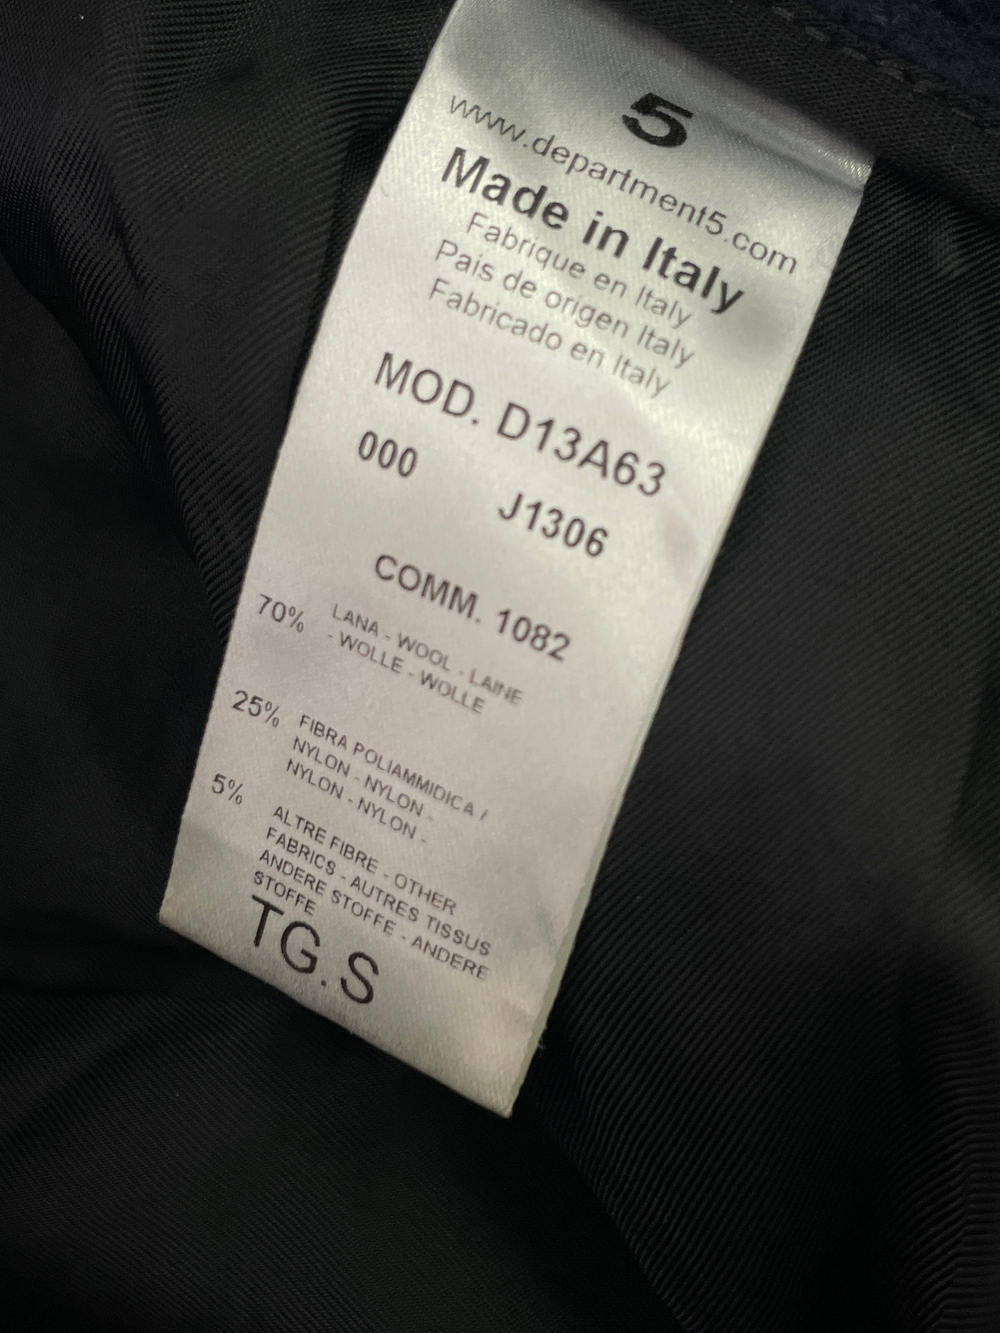 5
www.department5.com
Made in Italy
Fabrique en Italy
Pais de origen Italy
Fabricado en Italy
MOD. D13A63
000 J1306
COMM. 1082
70% LANA - WOOL - LAINE
- WOLLE - WOLLE
25% FIBRA POLIAMMIDICA /
NYLON - NYLON -
NYLON - NYLON -
5% ALTRE FIBRE - OTHER
FABRICS - AUTRES TISSUS
ANDERE STOFFE - ANDERE
STOFFE
TG.S